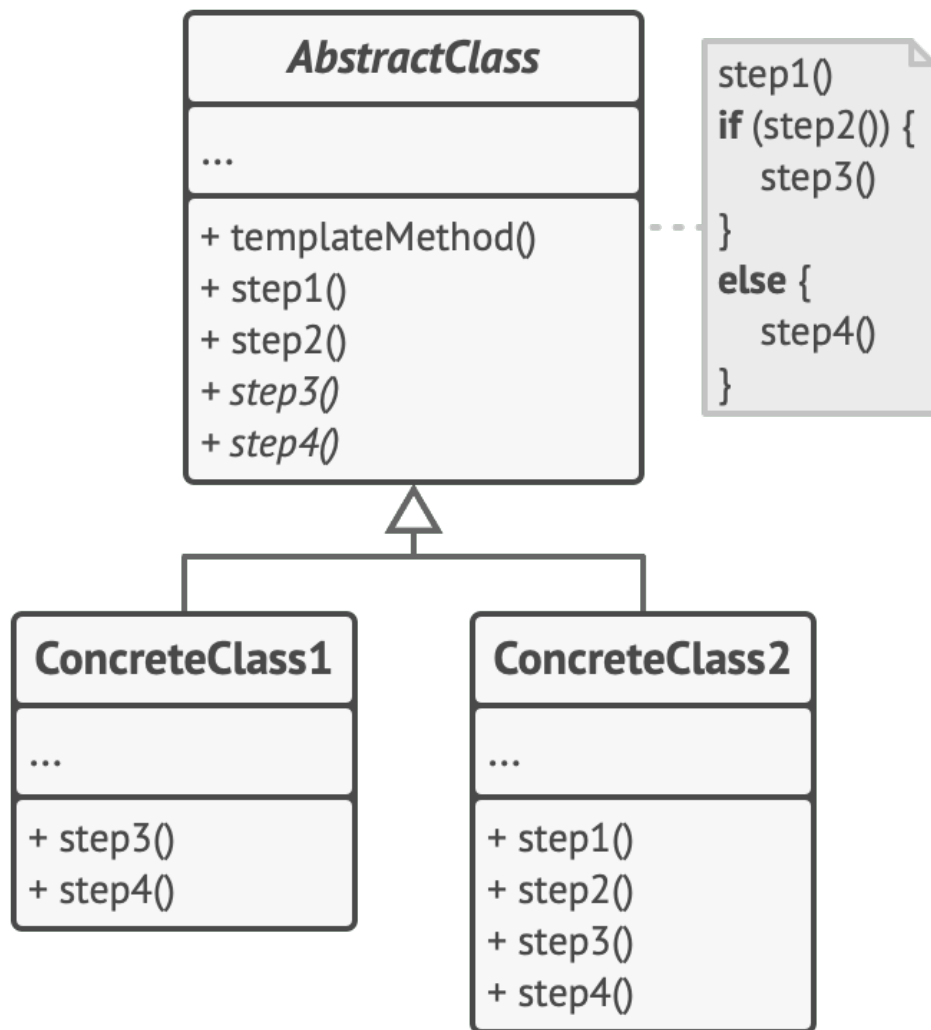 AbstractClass
...
+ templateMethod()
+ step1()
+ step2()
+ step3()
+ step4()
step1()
if (step2()) {
step3()
}
else {
step4()
}
ConcreteClass1
...
+ step3()
+ step4()
ConcreteClass2
...
+ step1()
+ step2()
+ step3()
+ step4()